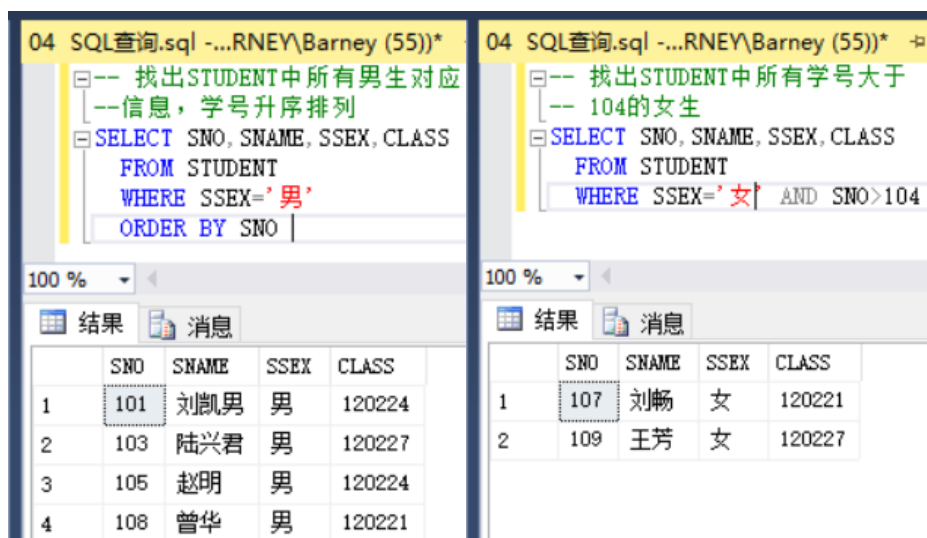 04 SQL查询.sql -...RNEY\Barney (55))*
-- 找出STUDENT中所有男生对应
--信息，学号升序排列
SELECT SNO,SNAME,SSEX,CLASS
FROM STUDENT
WHERE SSEX='男'
ORDER BY SNO
100 %
结果 消息
SNO SNAME SSEX CLASS
1 101 刘凯男 男 120224
2 103 陆兴君 男 120227
3 105 赵明 男 120224
4 108 曾华 男 120221
04 SQL查询.sql -...RNEY\Barney (55))*
-- 找出STUDENT中所有学号大于
-- 104的女生
SELECT SNO,SNAME,SSEX,CLASS
FROM STUDENT
WHERE SSEX='女' AND SNO>104
100 %
结果 消息
SNO SNAME SSEX CLASS
1 107 刘畅 女 120221
2 109 王芳 女 120227